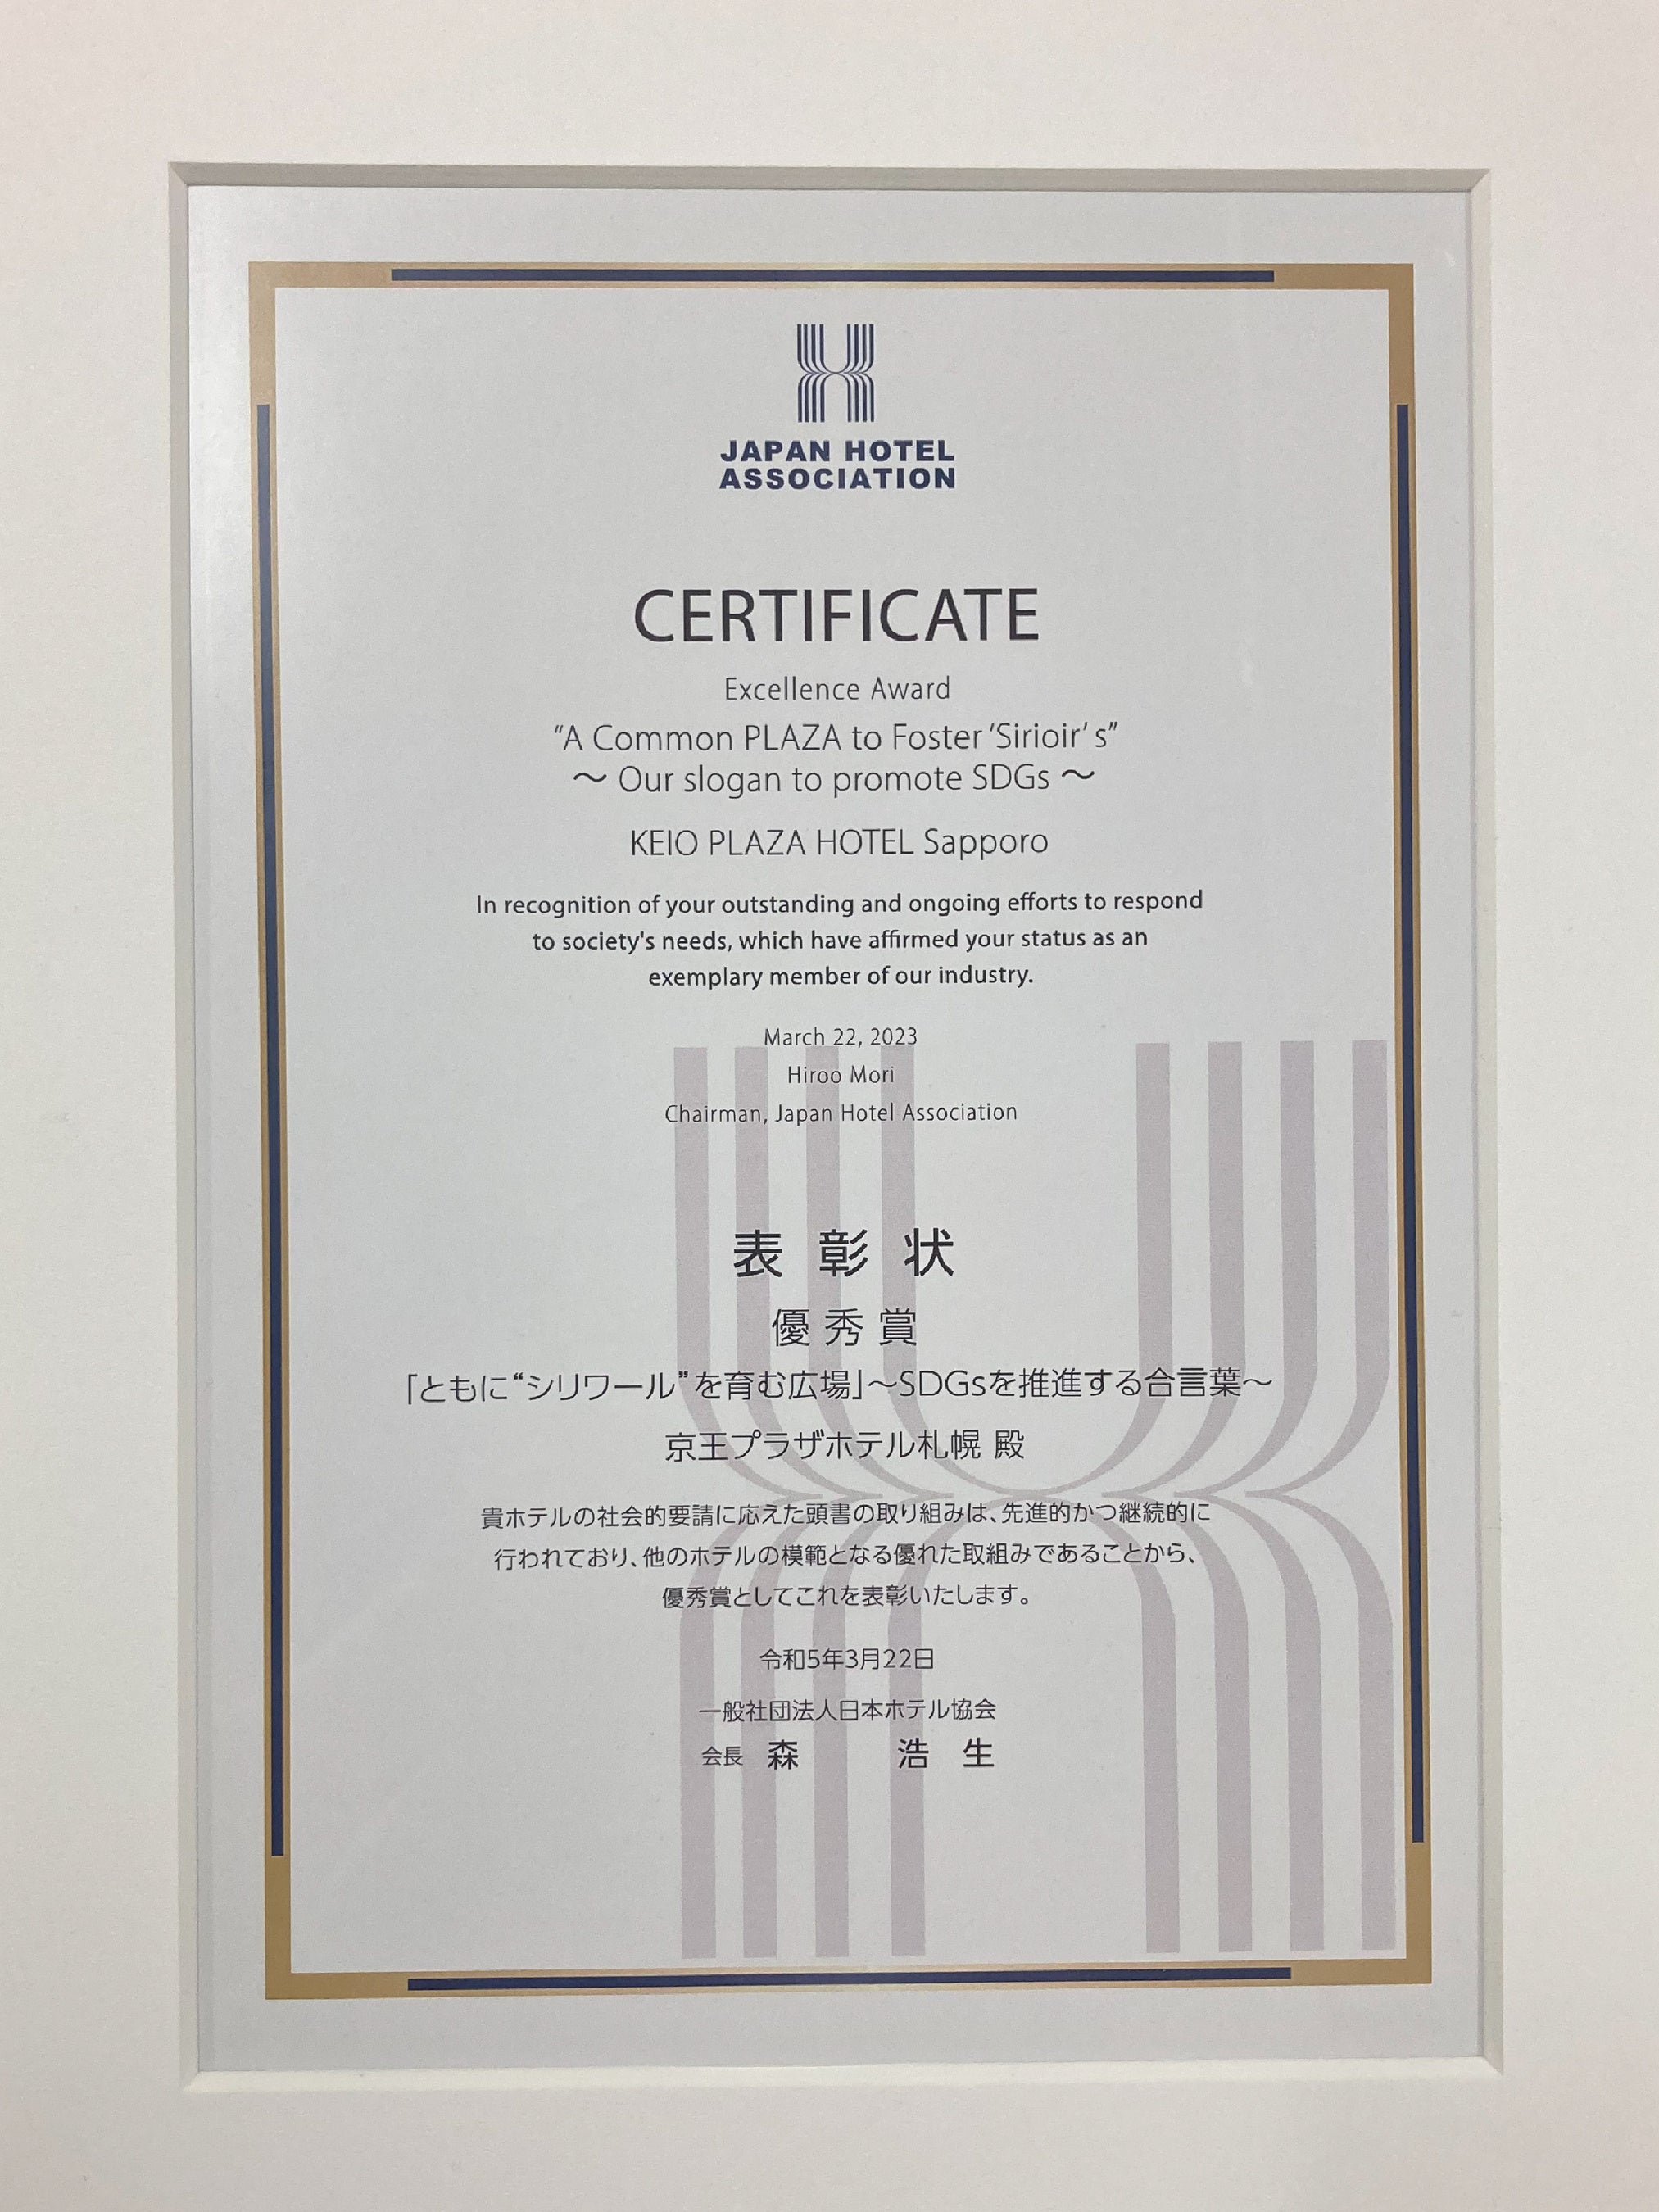 JAPAN HOTEL
ASSOCIATION
CERTIFICATE
Excellence Award
“A Common PLAZA to Foster ‘Sirioir’ s”
～ Our slogan to promote SDGs ～
KEIO PLAZA HOTEL Sapporo
In recognition of your outstanding and ongoing efforts to respond
to society's needs, which have affirmed your status as an
exemplary member of our industry.
March 22, 2023
Hiroo Mori
Chairman, Japan Hotel Association
表彰状
優秀賞
「ともに“シリワール”を育む広場」～SDGsを推進する合言葉～
京王プラザホテル札幌 殿
貴ホテルの社会的要請に応えた頭書の取り組みは、先進的かつ継続的に
行われており、他のホテルの模範となる優れた取組みであることから、
優秀賞としてこれを表彰いたします。
令和5年3月22日
一般社団法人日本ホテル協会
会長 森 浩生